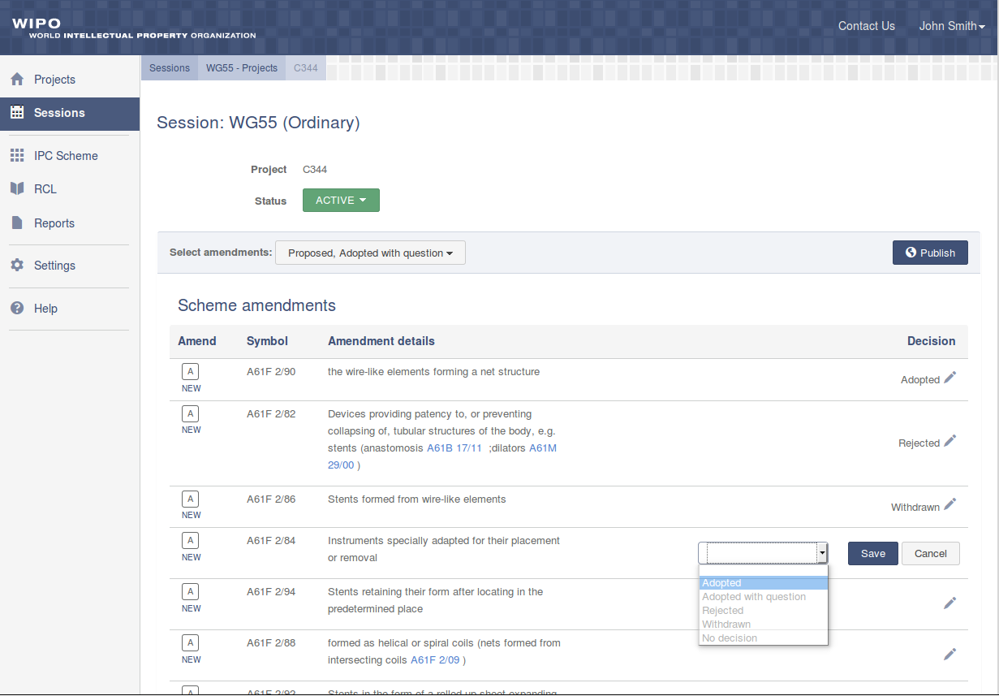 WIPO
WORLD INTELLECTUAL PROPERTY ORGANIZATION
Contact Us
John Smith
Projects
Sessions
IPC Scheme
RCL
Reports
Settings
Help
Sessions
WG55 - Projects
C344
Session: WG55 (Ordinary)
Project C344
Status ACTIVE
Select amendments: Proposed, Adopted with question
Publish
Scheme amendments
Amend Symbol Amendment details Decision
A A61F 2/90 the wire-like elements forming a net structure
NEW
Adopted
A A61F 2/82 Devices providing patency to, or preventing
NEW
collapsing of, tubular structures of the body, e.g.
stents (anastomosis A61B 17/11 ;dilators A61M
29/00 )
Rejected
A A61F 2/86 Stents formed from wire-like elements
NEW
Withdrawn
A A61F 2/84 Instruments specially adapted for their placement
NEW
or removal
Save
Cancel
Adopted
Adopted with question
Rejected
Withdrawn
No decision
A A61F 2/94 Stents retaining their form after locating in the
NEW
predetermined place
A A61F 2/88 formed as helical or spiral coils (nets formed from
NEW
intersecting coils A61F 2/09 )
A A61F 2/92 Stents in the form of a rolled up sheet expanding